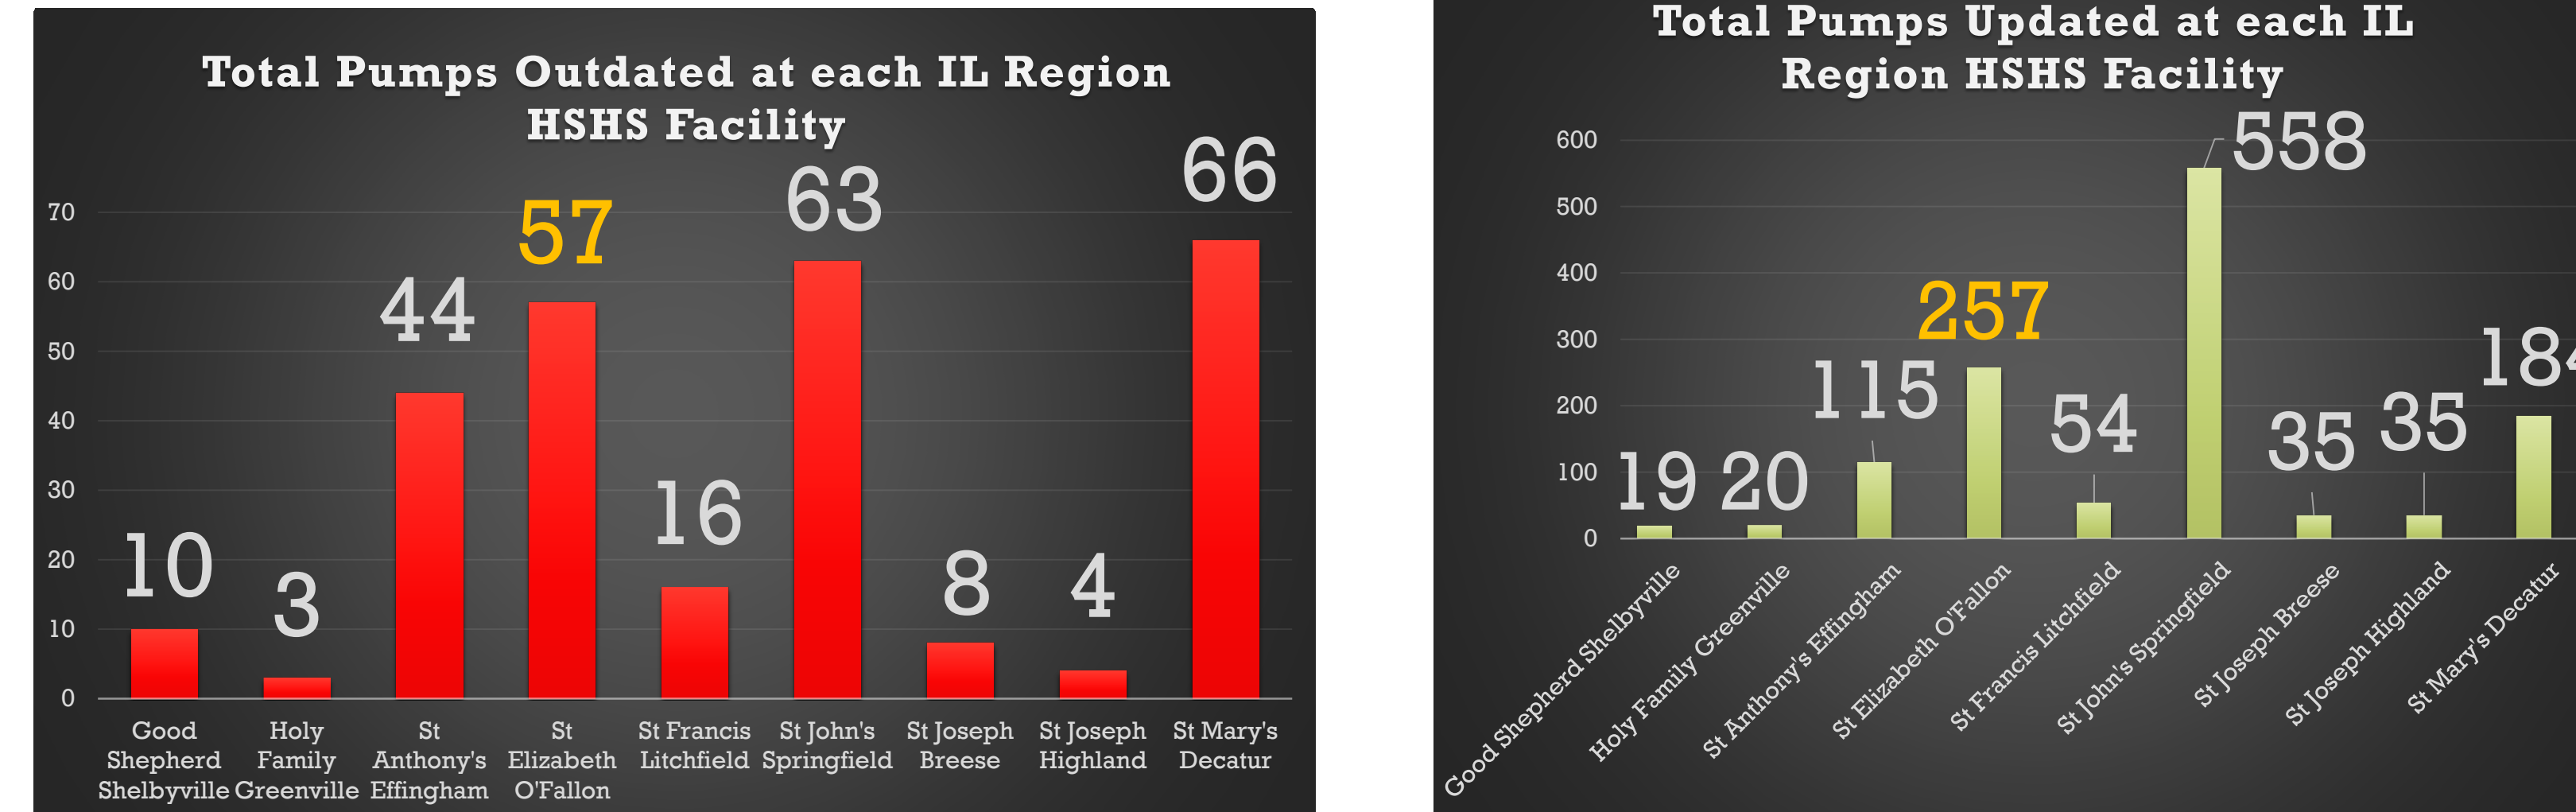 Total Pumps Outdated at each IL Region
HSHS Facility
70
60
50
40
30
20
10
0
10
3
44
57
16
63
8
4
66
Good
Shepherd
Shelbyville
Holy
Family
Greenville
St
Anthony's
Effingham
St
Elizabeth
O'Fallon
St Francis
Litchfield
St John's
Springfield
St Joseph
Breese
St Joseph
Highland
St Mary's
Decatur
Total Pumps Updated at each IL
Region HSHS Facility
600
500
400
300
200
100
0
19
20
115
257
54
558
35
35
184
Good Shepherd Shelbyville
Holy Family Greenville
St Anthony's Effingham
St Elizabeth O'Fallon
St Francis Litchfield
St John's Springfield
St Joseph Breese
St Joseph Highland
St Mary's Decatur